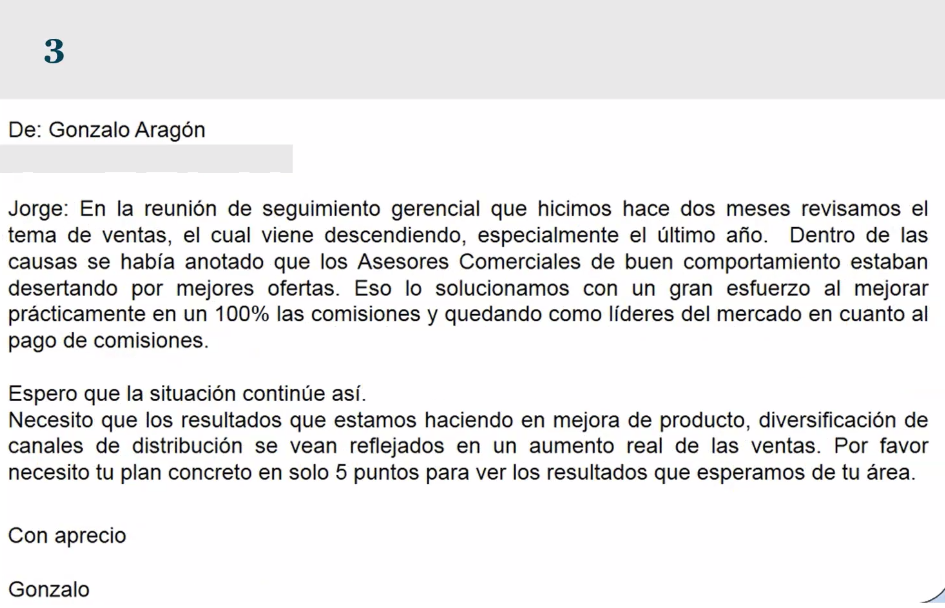 3
De: Gonzalo Aragón
Jorge: En la reunión de seguimiento gerencial que hicimos hace dos meses revisamos el
tema de ventas, el cual viene descendiendo, especialmente el último año. Dentro de las
causas se había anotado que los Asesores Comerciales de buen comportamiento estaban
desertando por mejores ofertas. Eso lo solucionamos con un gran esfuerzo al mejorar
prácticamente en un 100% las comisiones y quedando como líderes del mercado en cuanto al
pago de comisiones.
Espero que la situación continúe así.
Necesito que los resultados que estamos haciendo en mejora de producto, diversificación de
canales de distribución se vean reflejados en un aumento real de las ventas. Por favor
necesito tu plan concreto en solo 5 puntos para ver los resultados que esperamos de tu área.
Con aprecio
Gonzalo